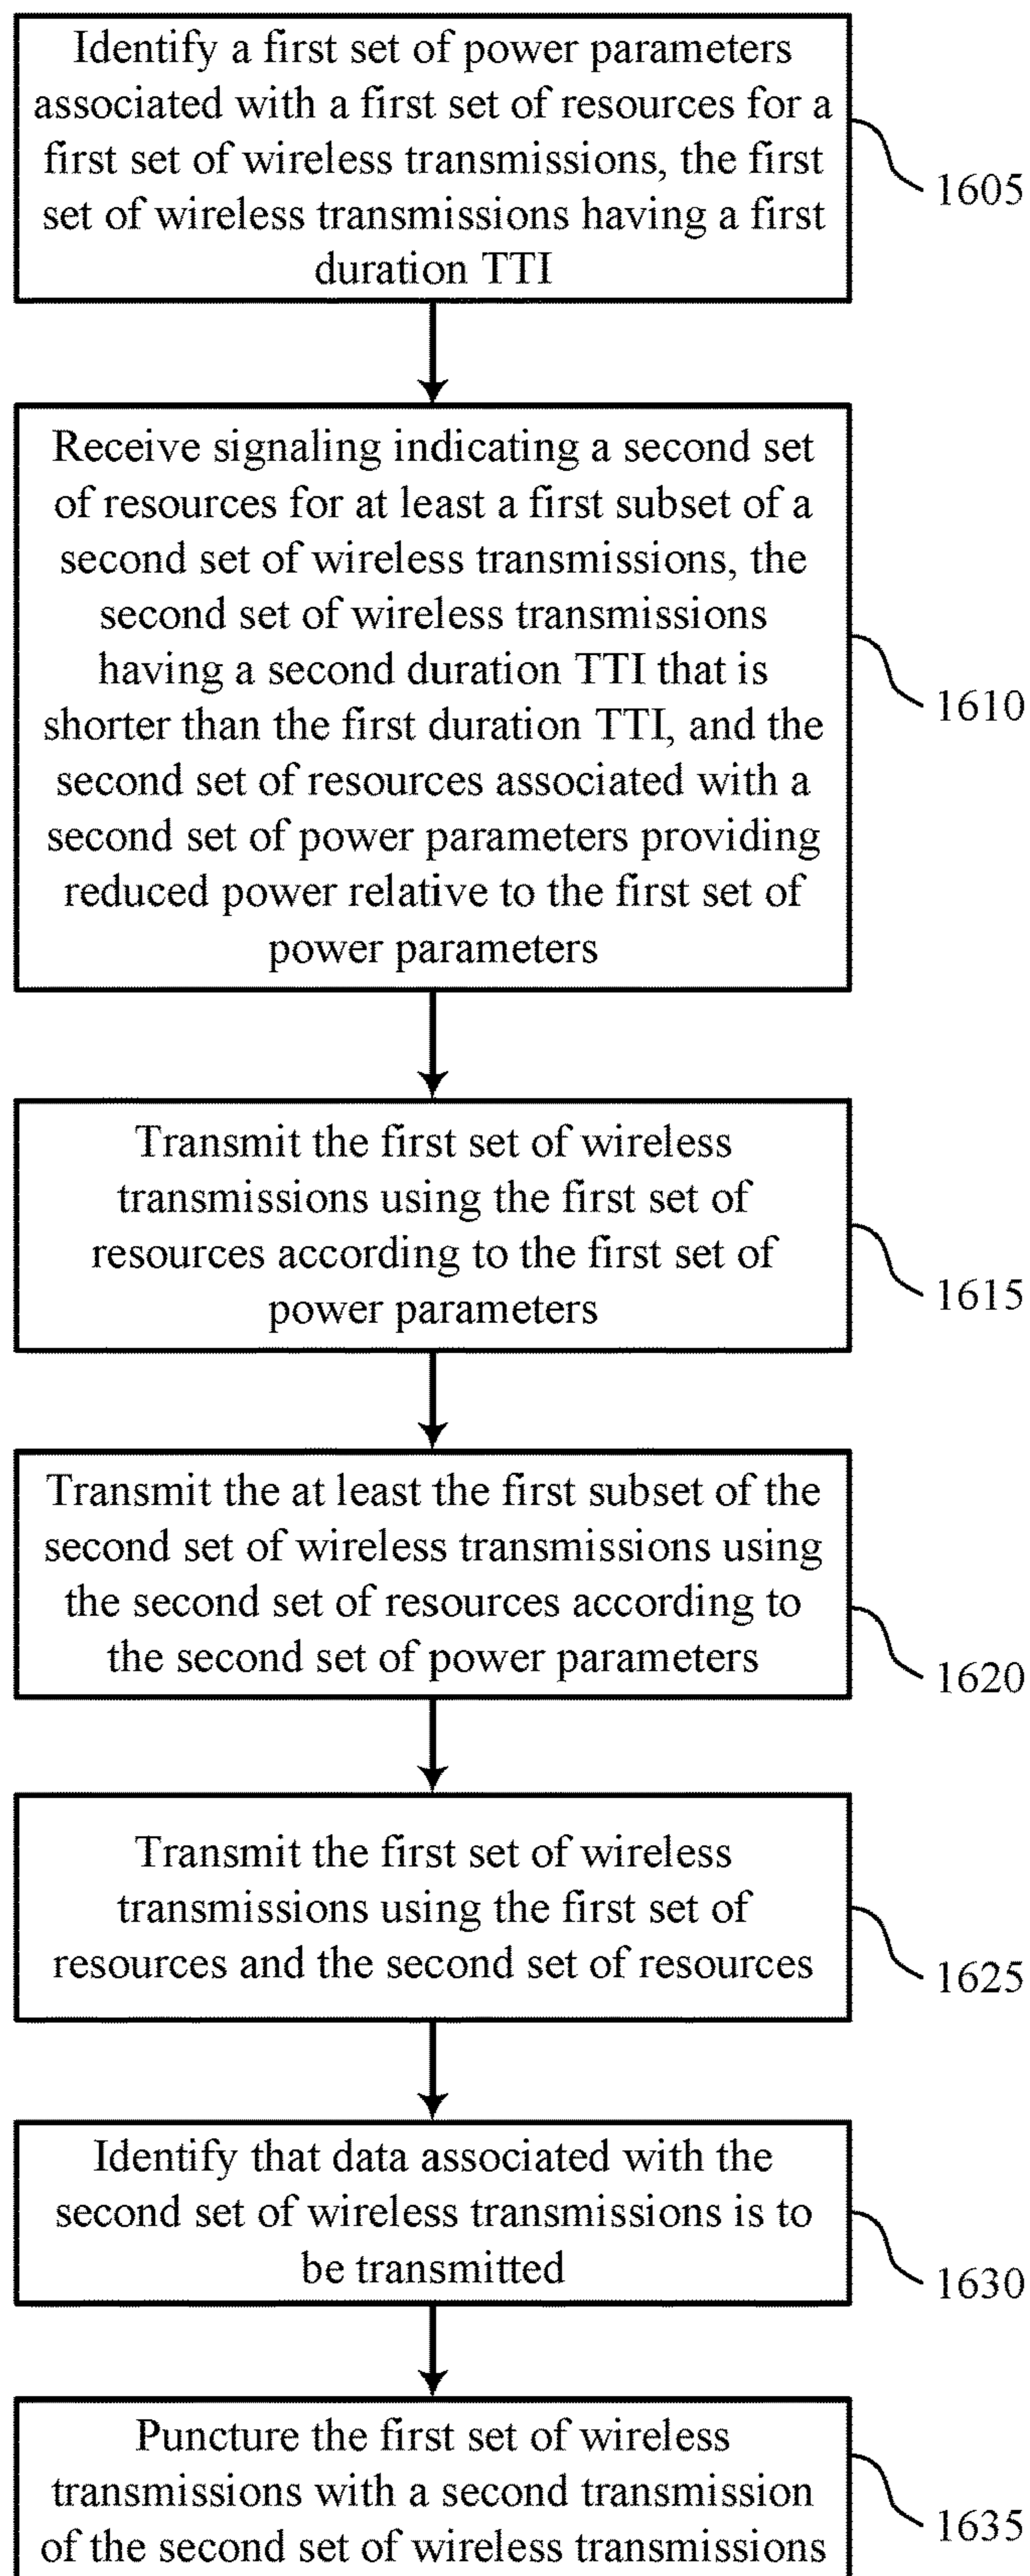 Identify a first set of power parameters
associated with a first set of resources for a
first set of wireless transmissions, the first
set of wireless transmissions having a first
duration TTI
1605
Receive signaling indicating a second set
of resources for at least a first subset of a
second set of wireless transmissions, the
second set of wireless transmissions
having a second duration TTI that is
shorter than the first duration TTI, and the
second set of resources associated with a
second set of power parameters providing
reduced power relative to the first set of
power parameters
1610
Transmit the first set of wireless
transmissions using the first set of
resources according to the first set of
power parameters
1615
Transmit the at least the first subset of the
second set of wireless transmissions using
the second set of resources according to
the second set of power parameters
1620
Transmit the first set of wireless
transmissions using the first set of
resources and the second set of resources
1625
Identify that data associated with the
second set of wireless transmissions is to
be transmitted
1630
Puncture the first set of wireless
transmissions with a second transmission
of the second set of wireless transmissions
1635